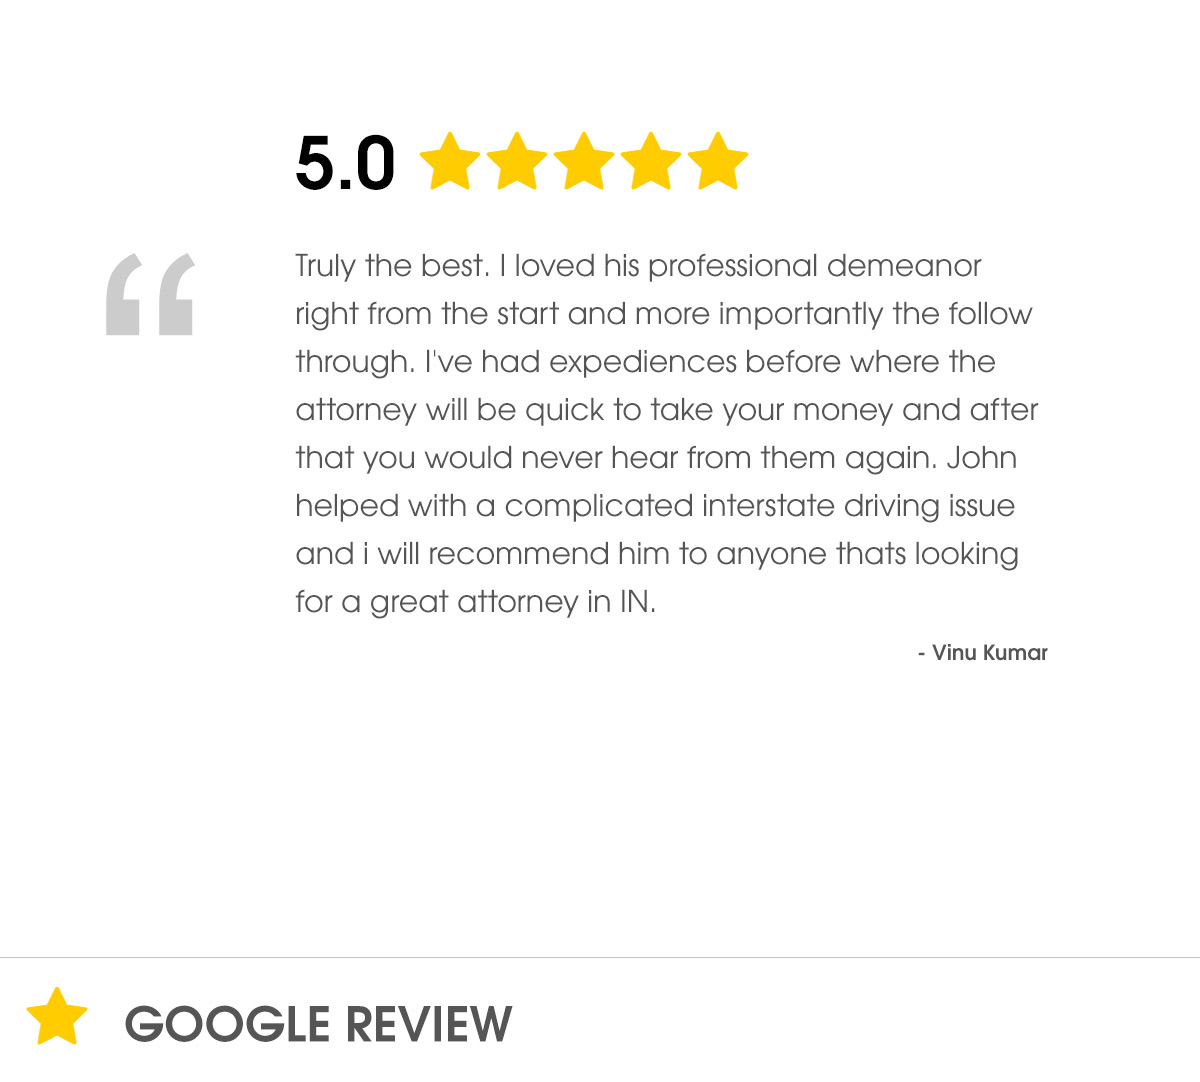 5.0
Truly the best. I loved his professional demeanor
right from the start and more importantly the follow
through. I've had expediences before where the
attorney will be quick to take your money and after
that you would never hear from them again. John
helped with a complicated interstate driving issue
and i will recommend him to anyone thats looking
for a great attorney in IN.
- Vinu Kumar
GOOGLE REVIEW